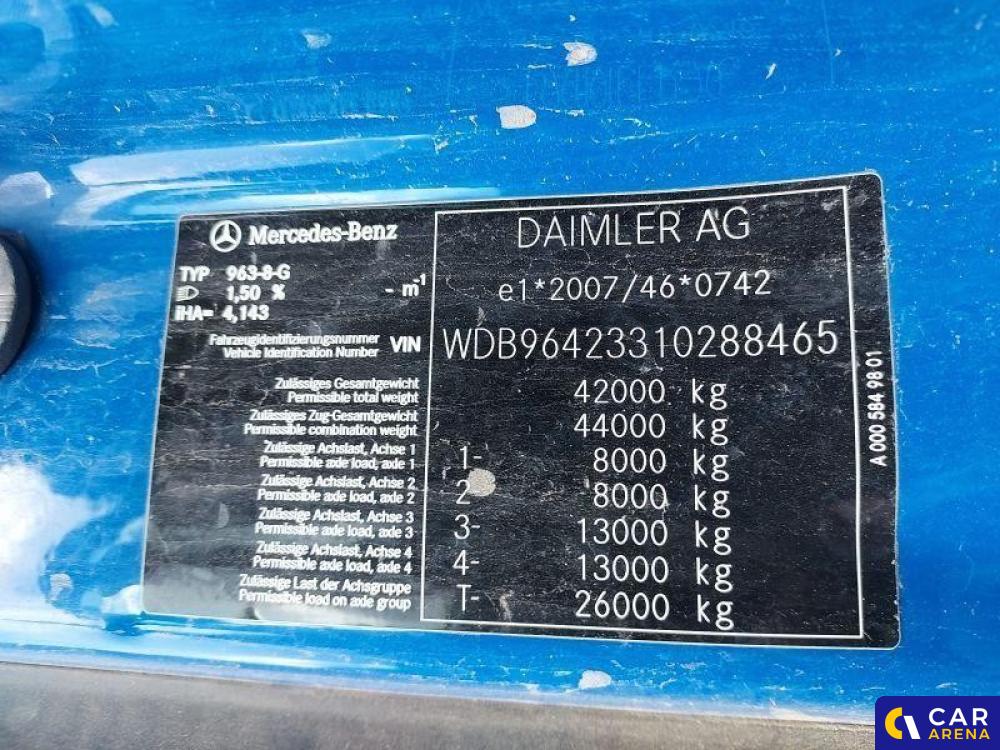 Mercedes-Benz
TYP 963-8-G
1,50 % - m-1
iHA= 4,143
DAIMLER AG
e1*2007/46*0742
Fahrzeugidentifizierungsnummer
Vehicle Identification Number VIN WDB96423310288465
Zulässiges Gesamtgewicht
Permissible total weight 42000 kg
Zulässiges Zug-Gesamtgewicht
Permissible combination weight 44000 kg
Zulässige Achslast, Achse 1
Permissible axle load, axle 1 1- 8000 kg
Zulässige Achslast, Achse 2
Permissible axle load, axle 2 2- 8000 kg
Zulässige Achslast, Achse 3
Permissible axle load, axle 3 3- 13000 kg
Zulässige Achslast, Achse 4
Permissible axle load, axle 4 4- 13000 kg
Zulässige Last der Achsgruppe
Permissible load on axle group T- 26000 kg
A 000 584 98 01
CAR
ARENA